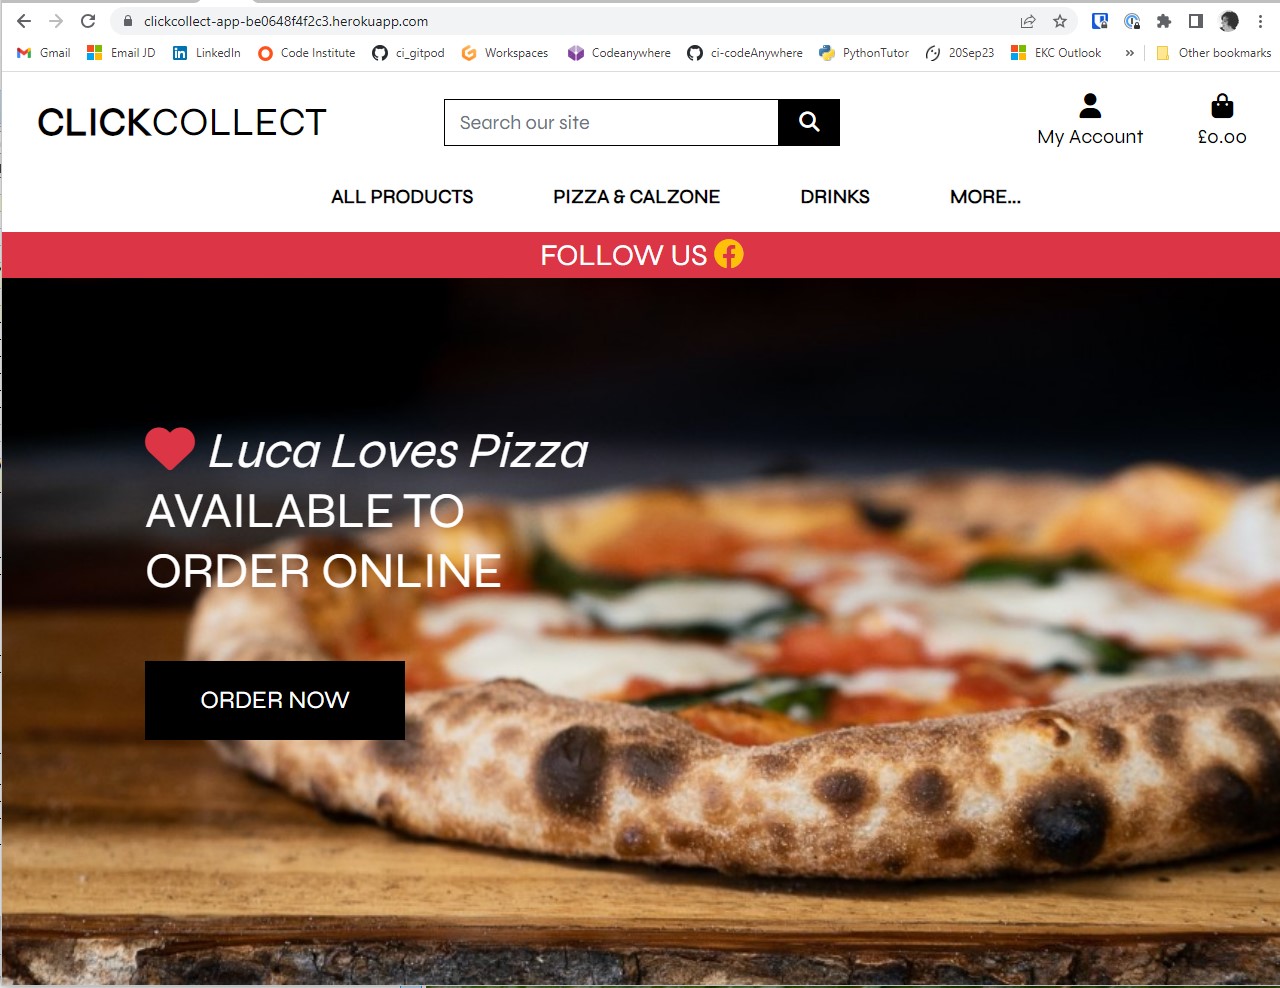 clickcollect-app-be0648f4f2c3.herokuapp.com
Gmail Email JD LinkedIn Code Institute ci_gitpod Workspaces Codeanywhere ci-codeAnywhere PythonTutor 20Sep23 EKC Outlook » Other bookmarks
CLICKCOLLECT
Search our site
My Account
£0.00
ALL PRODUCTS PIZZA & CALZONE DRINKS MORE...
FOLLOW US
Luca Loves Pizza
AVAILABLE TO
ORDER ONLINE
ORDER NOW